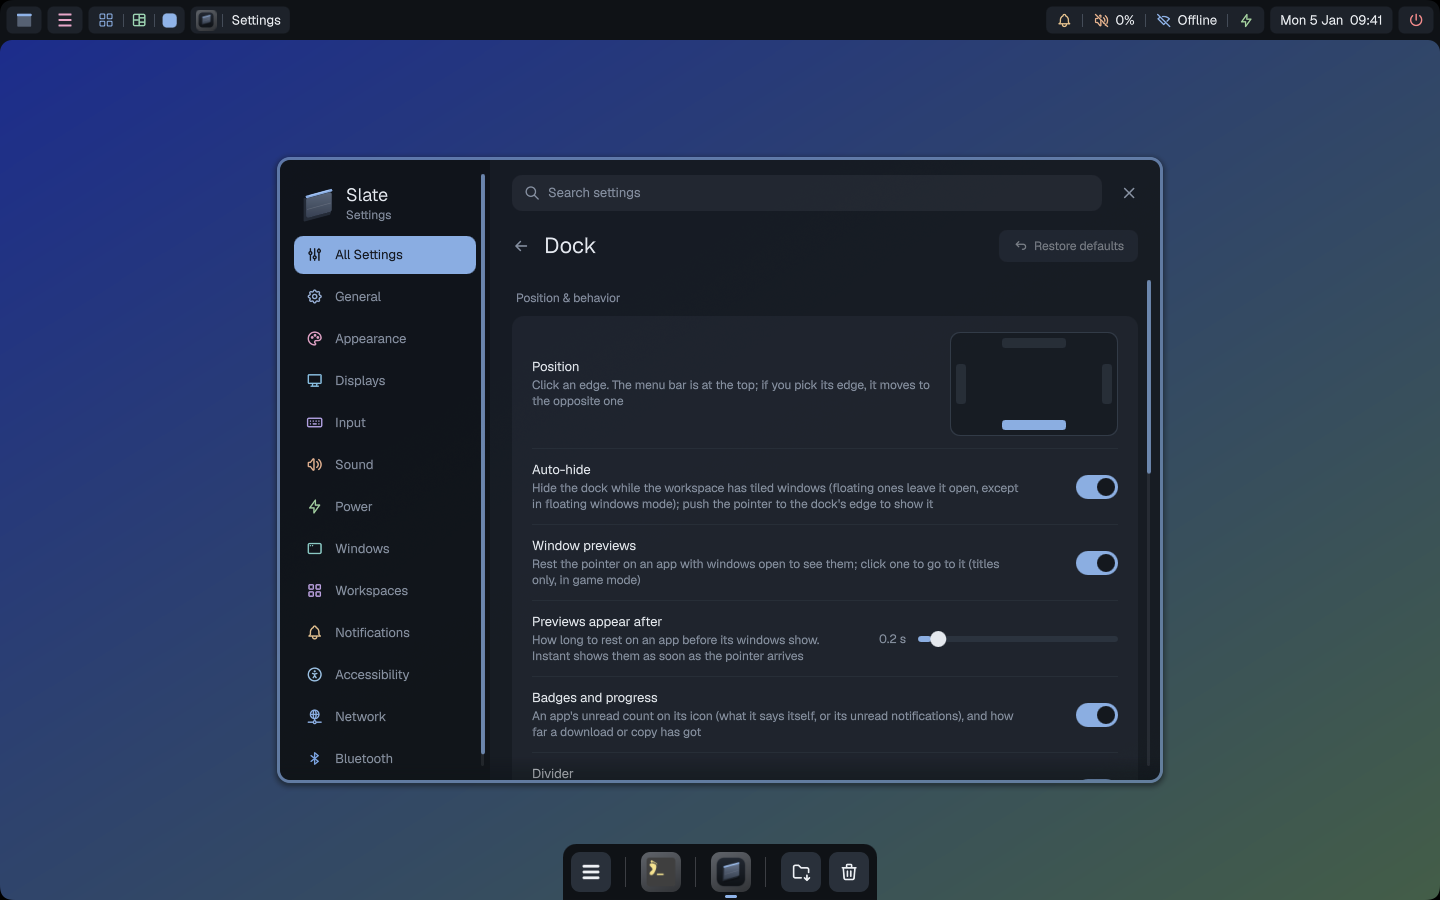 Settings
0%
Offline
Mon 5 Jan 09:41
Slate
Settings
All Settings
General
Appearance
Displays
Input
Sound
Power
Windows
Workspaces
Notifications
Accessibility
Network
Bluetooth
Search settings
Dock
Restore defaults
Position & behavior
Position
Click an edge. The menu bar is at the top; if you pick its edge, it moves to
the opposite one
Auto-hide
Hide the dock while the workspace has tiled windows (floating ones leave it open, except
in floating windows mode); push the pointer to the dock's edge to show it
Window previews
Rest the pointer on an app with windows open to see them; click one to go to it (titles
only, in game mode)
Previews appear after
How long to rest on an app before its windows show.
Instant shows them as soon as the pointer arrives
0.2 s
Badges and progress
An app's unread count on its icon (what it says itself, or its unread notifications), and how
far a download or copy has got
Divider